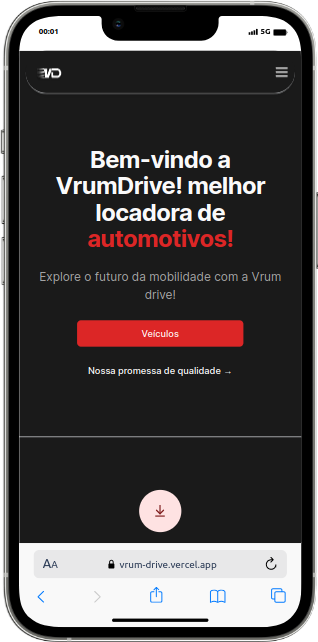 00:01 5G
VD
Bem-vindo a
VrumDrive! melhor
locadora de
automotivos!
Explore o futuro da mobilidade com a Vrum
drive!
Veículos
Nossa promessa de qualidade →
AA vrum-drive.vercel.app